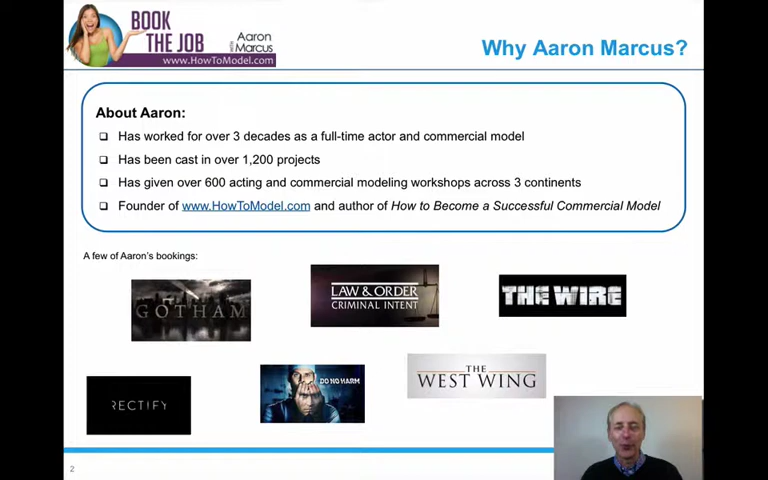 BOOK
THE JOB
WITH
Aaron
Marcus
www.HowToModel.com
Why Aaron Marcus?
About Aaron:
Has worked for over 3 decades as a full-time actor and commercial model
Has been cast in over 1,200 projects
Has given over 600 acting and commercial modeling workshops across 3 continents
Founder of www.HowToModel.com and author of How to Become a Successful Commercial Model
A few of Aaron's bookings:
GOTHAM
LAW & ORDER
CRIMINAL INTENT
THE WIRE
RECTIFY
DO NO HARM
THE
WEST WING
2